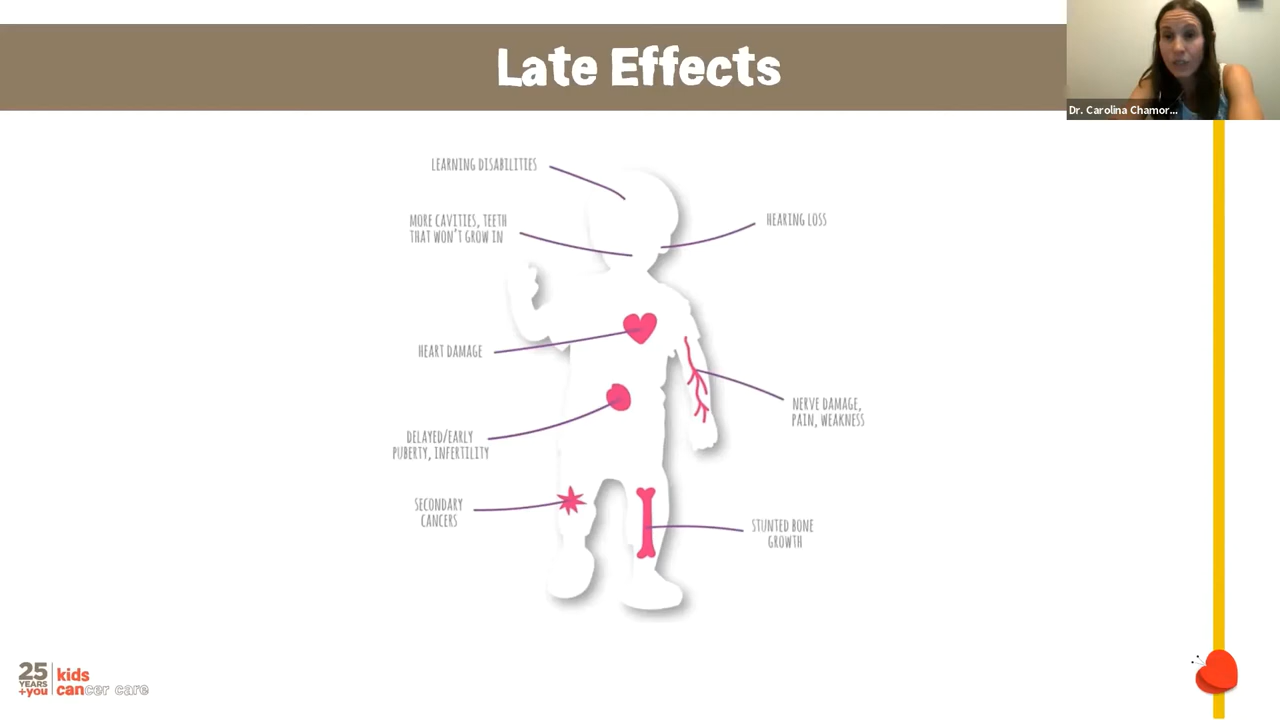 Late Effects
Dr. Carolina Chamor...
LEARNING DISABILITIES
MORE CAVITIES, TEETH
THAT WON'T GROW IN
HEARING LOSS
HEART DAMAGE
NERVE DAMAGE,
PAIN, WEAKNESS
DELAYED/EARLY
PUBERTY, INFERTILITY
SECONDARY
CANCERS
STUNTED BONE
GROWTH
25
YEARS
+you
kids
cancer care